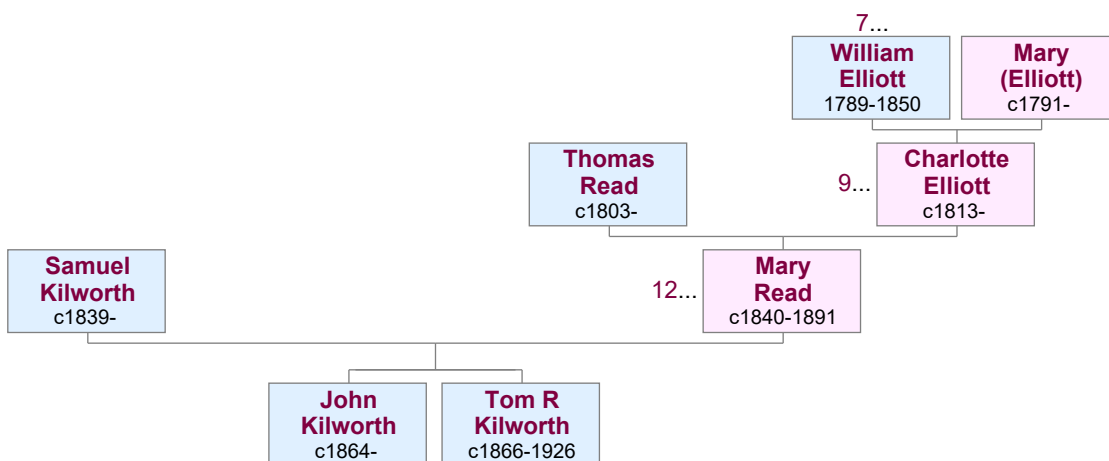 7...
William
Elliott
1789-1850
Mary
(Elliott)
c1791-
Thomas
Read
c1803-
9...
Charlotte
Elliott
c1813-
Samuel
Kilworth
c1839-
12...
Mary
Read
c1840-1891
John
Kilworth
c1864-
Tom R
Kilworth
c1866-1926